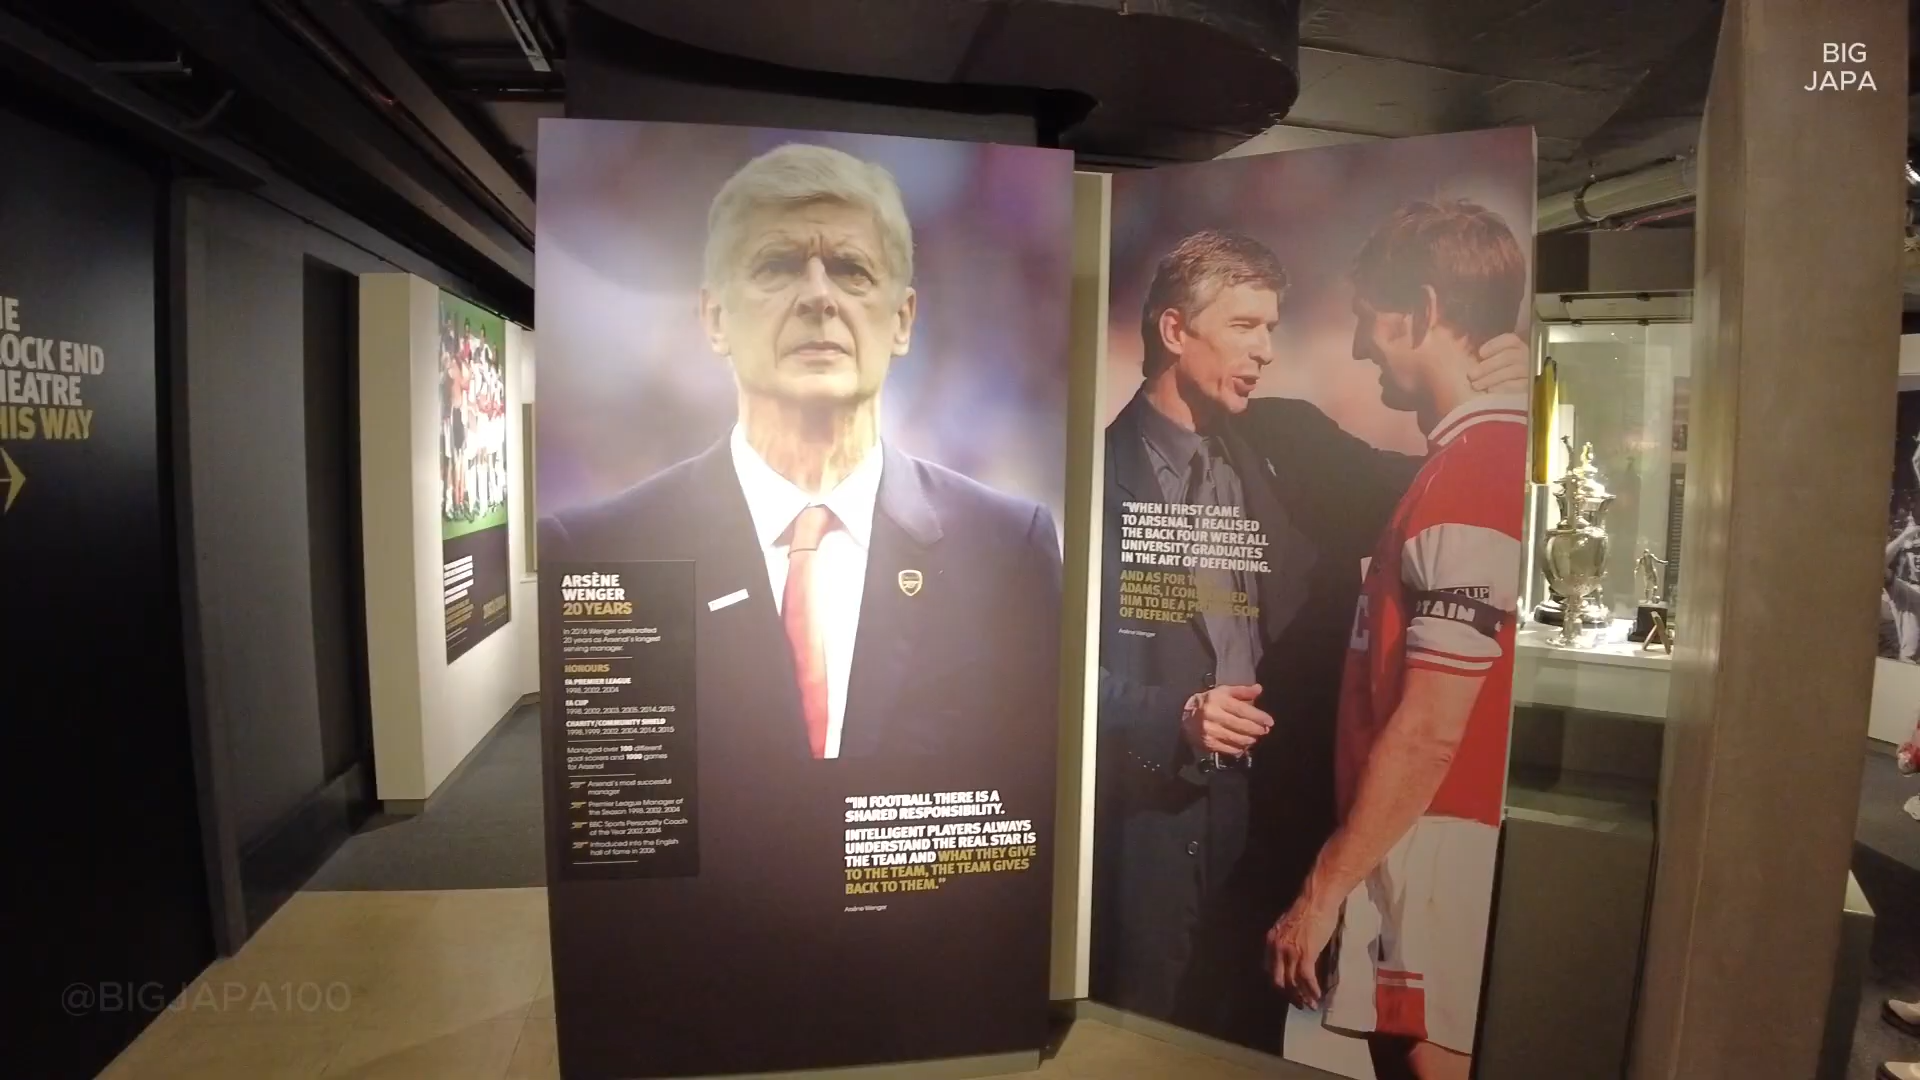 BIG
JAPA
OCK END
THIS WAY
ARSÈNE
WENGER
20 YEARS
In 2016 Wenger celebrated
20 years as Arsenal's longest
serving manager.
HONOURS
FA PREMIER LEAGUE
1998, 2002, 2004
FA CUP
1998, 2002, 2003, 2005, 2014, 2015
CHARITY/COMMUNITY SHIELD
1998, 1999, 2002, 2004, 2014, 2015
Managed over 100 different
goal scorers and 1000 games
for Arsenal
Arsenal's most successful
manager
Premier League Manager of
the Season 1998, 2002, 2004
BBC Sports Personality Coach
of the Year 2002, 2004
Introduced into the English
hall of fame in 2006
"IN FOOTBALL THERE IS A
SHARED RESPONSIBILITY.
INTELLIGENT PLAYERS ALWAYS
UNDERSTAND THE REAL STAR IS
THE TEAM AND WHAT THEY GIVE
TO THE TEAM, THE TEAM GIVES
BACK TO THEM."
Arsène Wenger
"WHEN I FIRST CAME
TO ARSENAL, I REALISED
THE BACK FOUR WERE ALL
UNIVERSITY GRADUATES
IN THE ART OF DEFENDING.
AND AS FOR TONY
ADAMS, I CONSIDERED
HIM TO BE A PROFESSOR
OF DEFENCE."
Arsène Wenger
CUP
TAIN
@BIGJAPA100